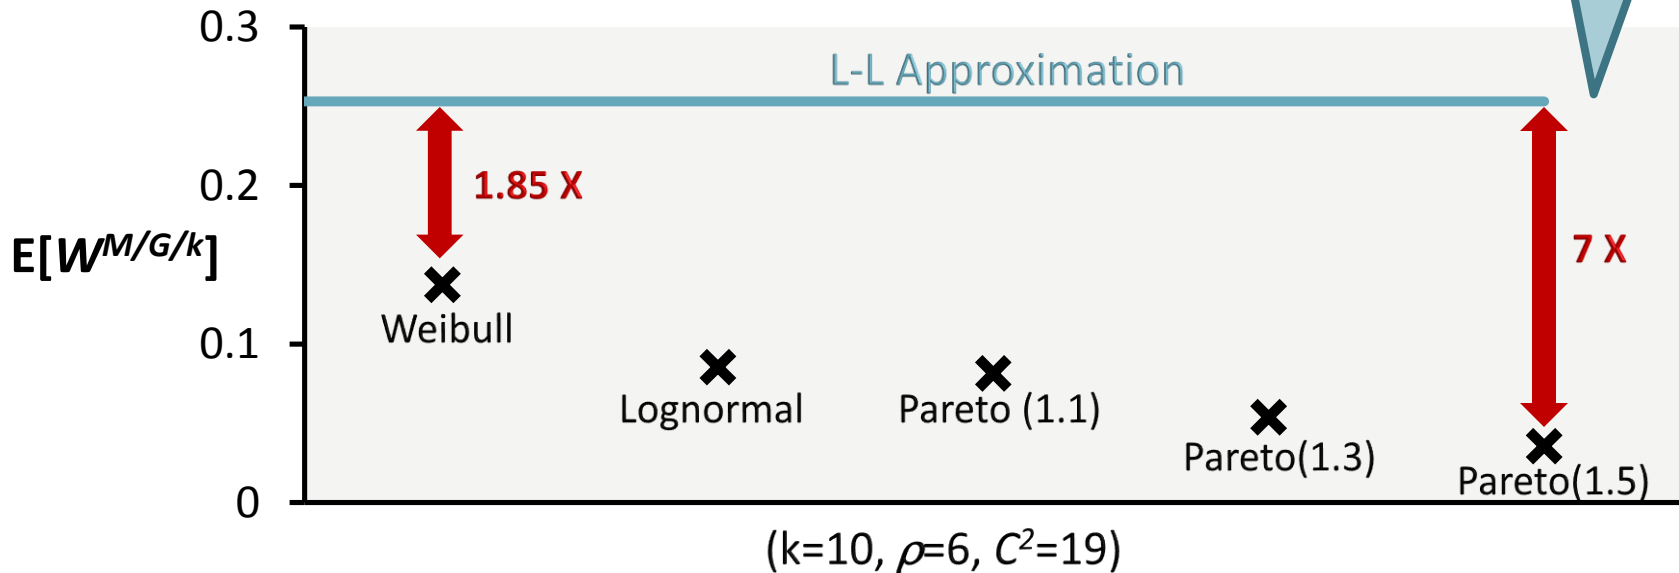 0.3
L-L Approximation
0.2
1.85 X
E[W^{M/G/k}]
7 X
Weibull
0.1
Lognormal
Pareto (1.1)
Pareto(1.3)
Pareto(1.5)
0
(k=10, ρ=6, C²=19)